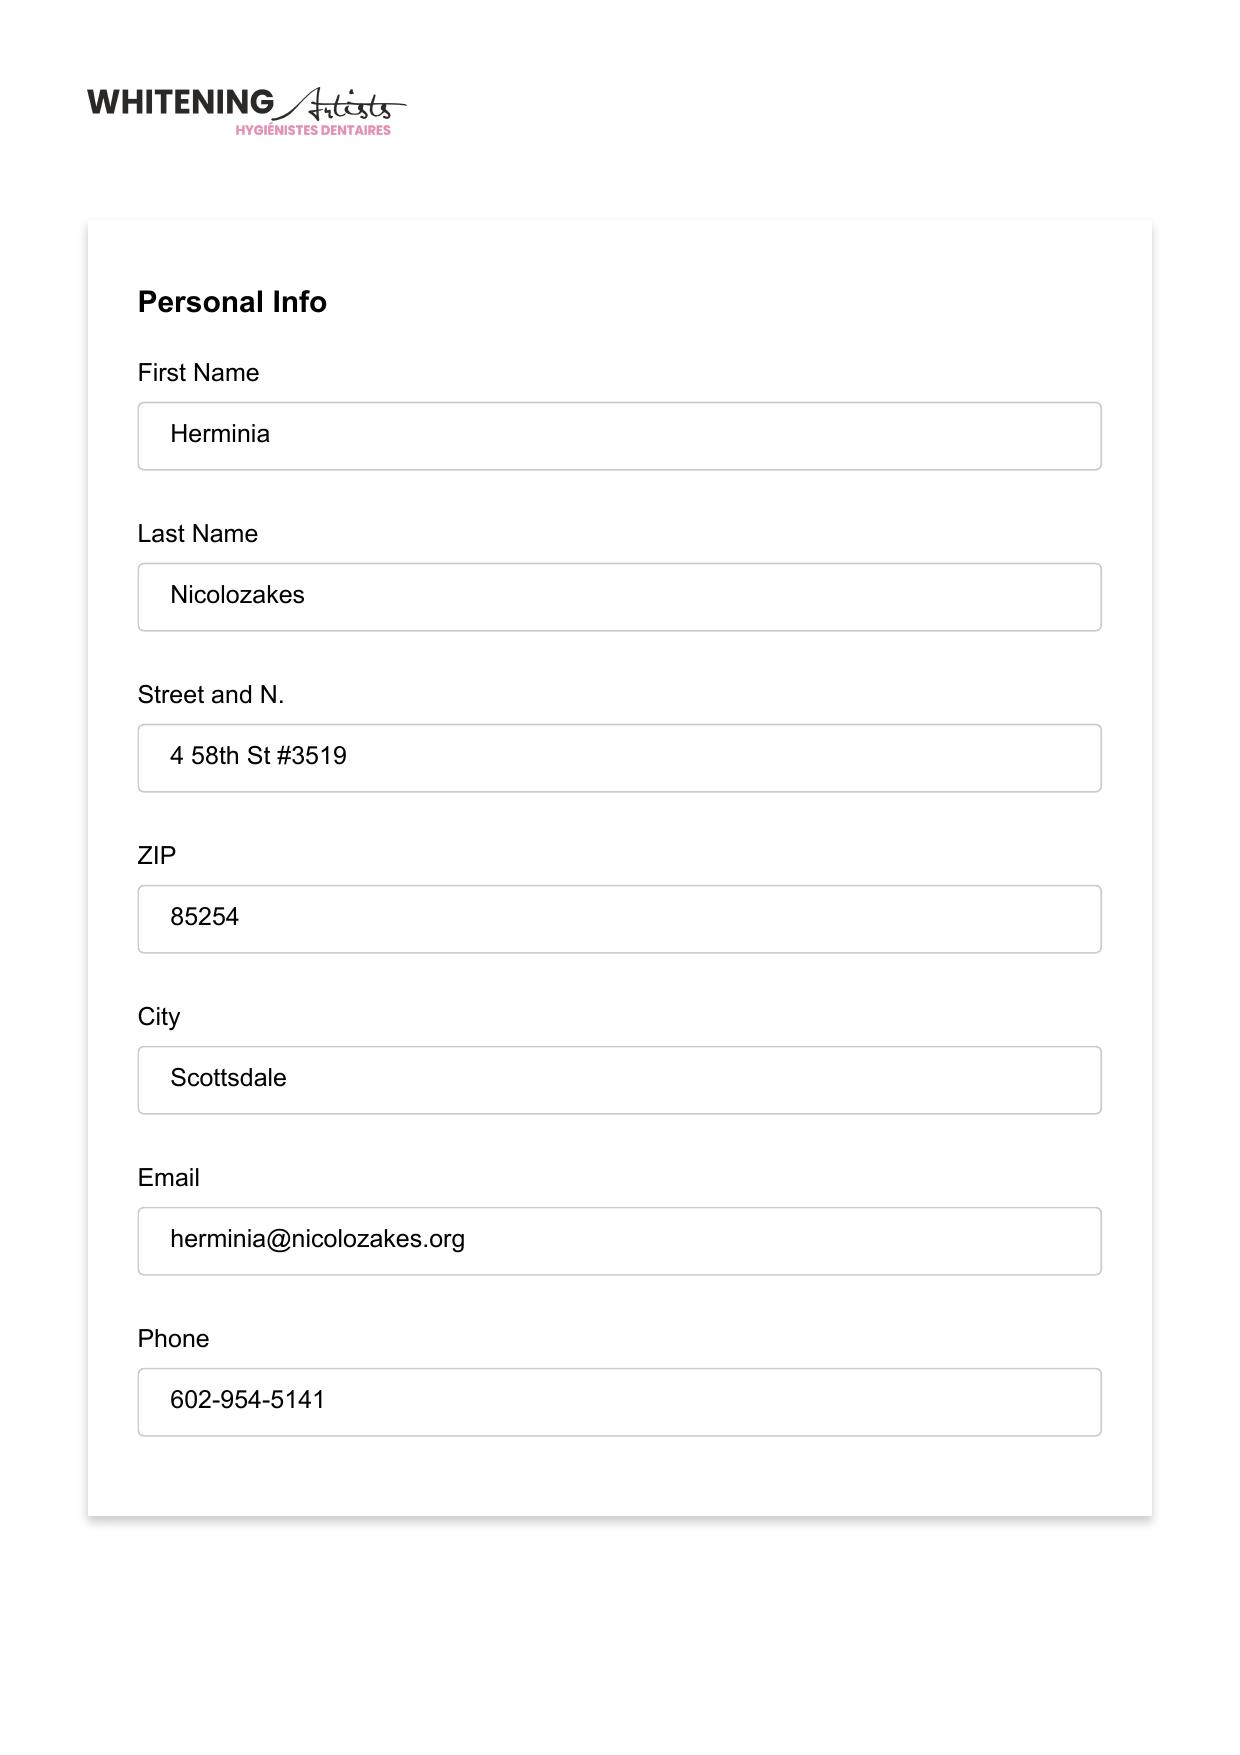 WHITENING Artists
HYGIÉNISTES DENTAIRES
Personal Info
First Name
Herminia
Last Name
Nicolozakes
Street and N.
4 58th St #3519
ZIP
85254
City
Scottsdale
Email
herminia@nicolozakes.org
Phone
602-954-5141